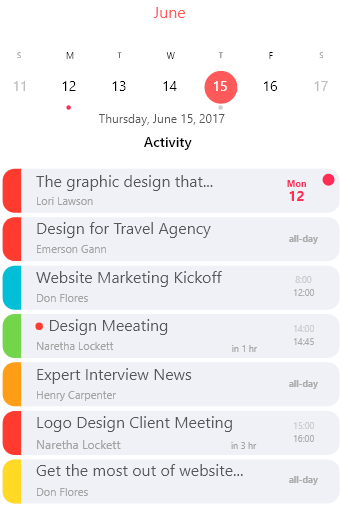 June
S M T W T F S
11 12 13 14 15 16 17
Thursday, June 15, 2017
Activity
The graphic design that...
Lori Lawson
Mon
12
Design for Travel Agency
Emerson Gann
all-day
Website Marketing Kickoff
Don Flores
8:00
12:00
Design Meeating
Naretha Lockett
in 1 hr
14:00
14:45
Expert Interview News
Henry Carpenter
all-day
Logo Design Client Meeting
Naretha Lockett
in 3 hr
15:00
16:00
Get the most out of website...
Don Flores
all-day